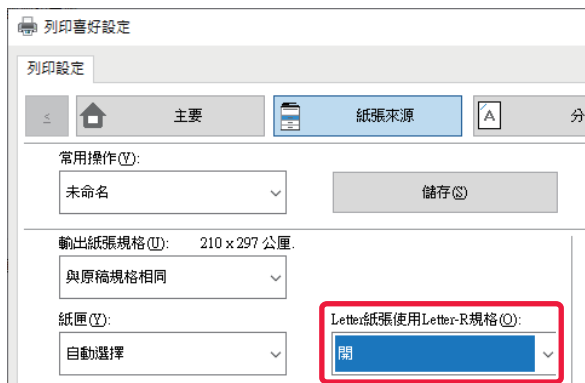 列印喜好設定
列印設定
≤ 主要 紙張來源 分
常用操作(V):
未命名 儲存(S)
輸出紙張規格(U): 210 x 297 公厘.
與原稿規格相同
紙匣(Y): Letter紙張使用Letter-R規格(O):
自動選擇 開